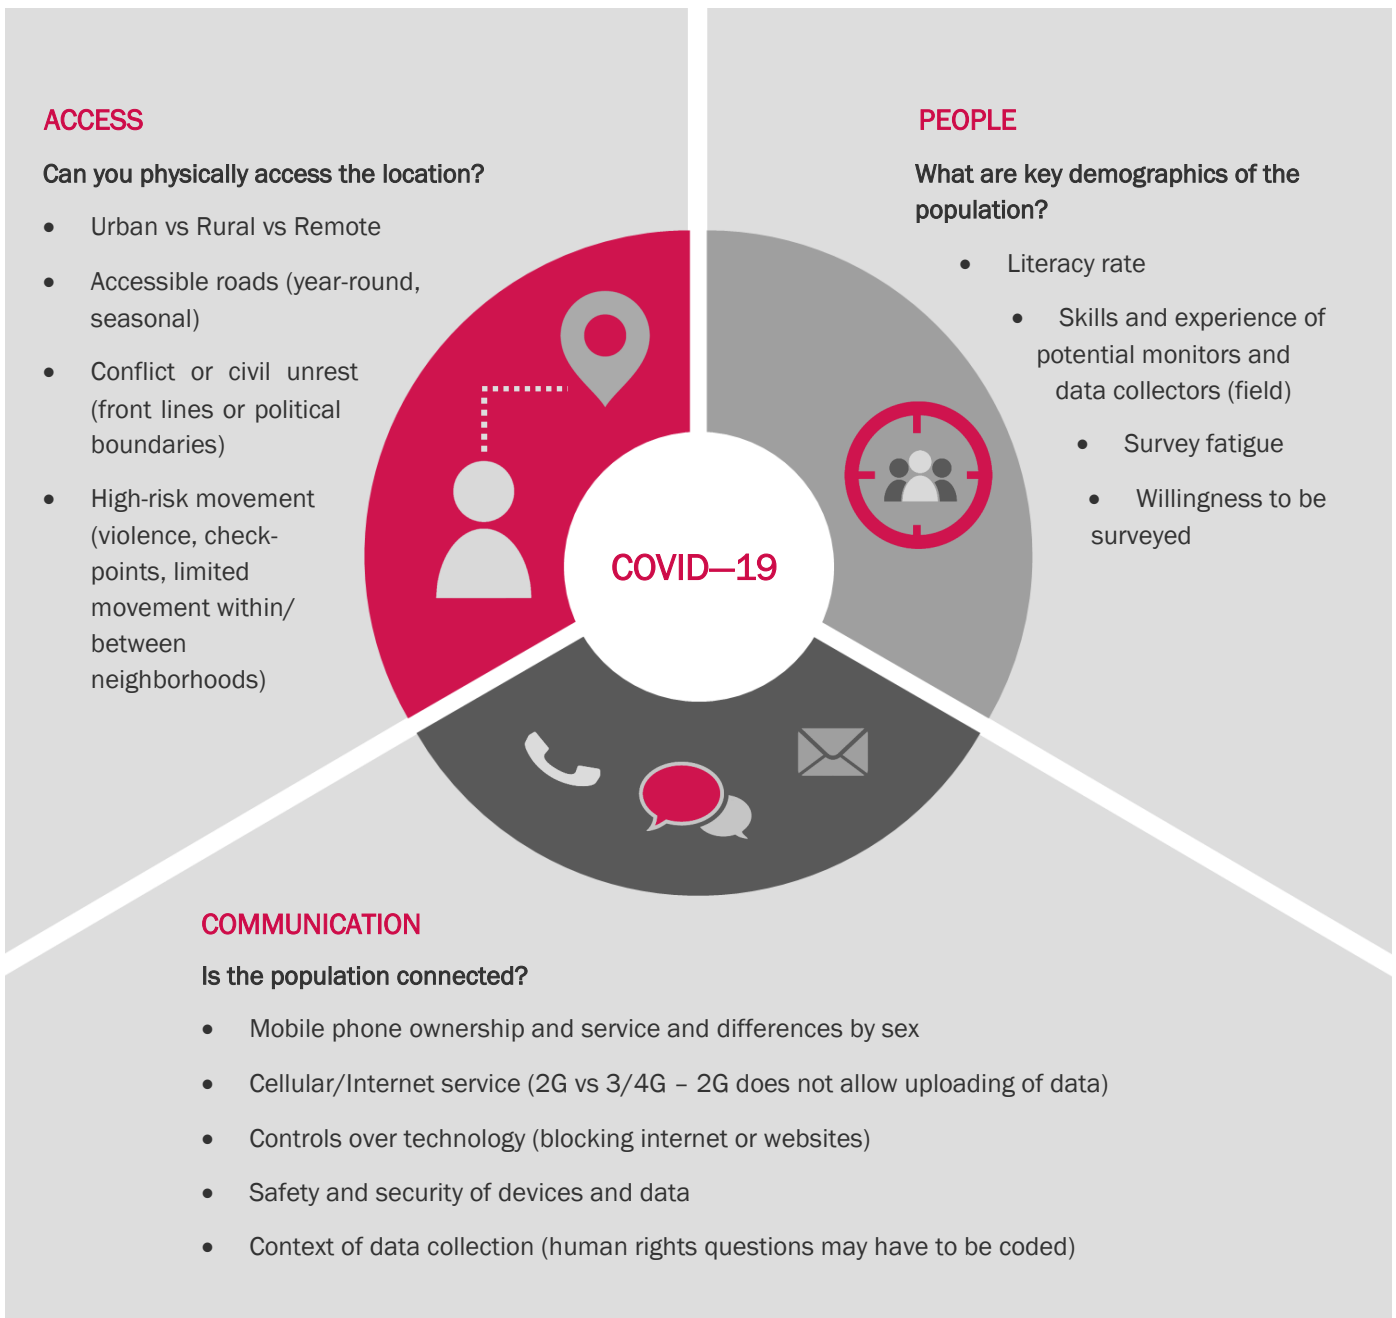 ACCESS
Can you physically access the location?
• Urban vs Rural vs Remote
• Accessible roads (year-round,
seasonal)
• Conflict or civil unrest
(front lines or political
boundaries)
• High-risk movement
(violence, check-
points, limited
movement within/
between
neighborhoods)
PEOPLE
What are key demographics of the
population?
• Literacy rate
• Skills and experience of
potential monitors and
data collectors (field)
• Survey fatigue
• Willingness to be
surveyed
COVID—19
COMMUNICATION
Is the population connected?
• Mobile phone ownership and service and differences by sex
• Cellular/Internet service (2G vs 3/4G – 2G does not allow uploading of data)
• Controls over technology (blocking internet or websites)
• Safety and security of devices and data
• Context of data collection (human rights questions may have to be coded)